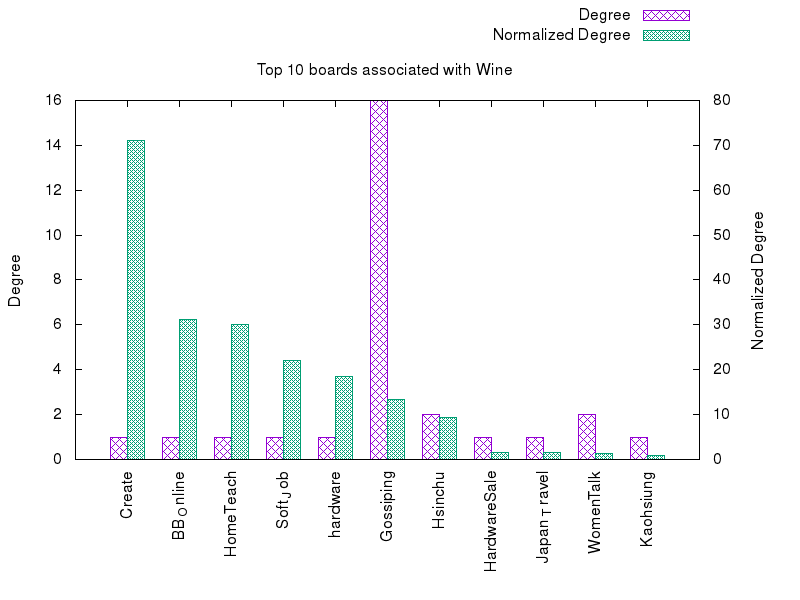 Degree
Normalized Degree
Top 10 boards associated with Wine
16
14
12
10
8
6
4
2
0
Degree
80
70
60
50
40
30
20
10
0
Normalized Degree
Create
BBOnline
HomeTeach
SoftJob
hardware
Gossiping
Hsinchu
HardwareSale
JapanTravel
WomenTalk
Kaohsiung